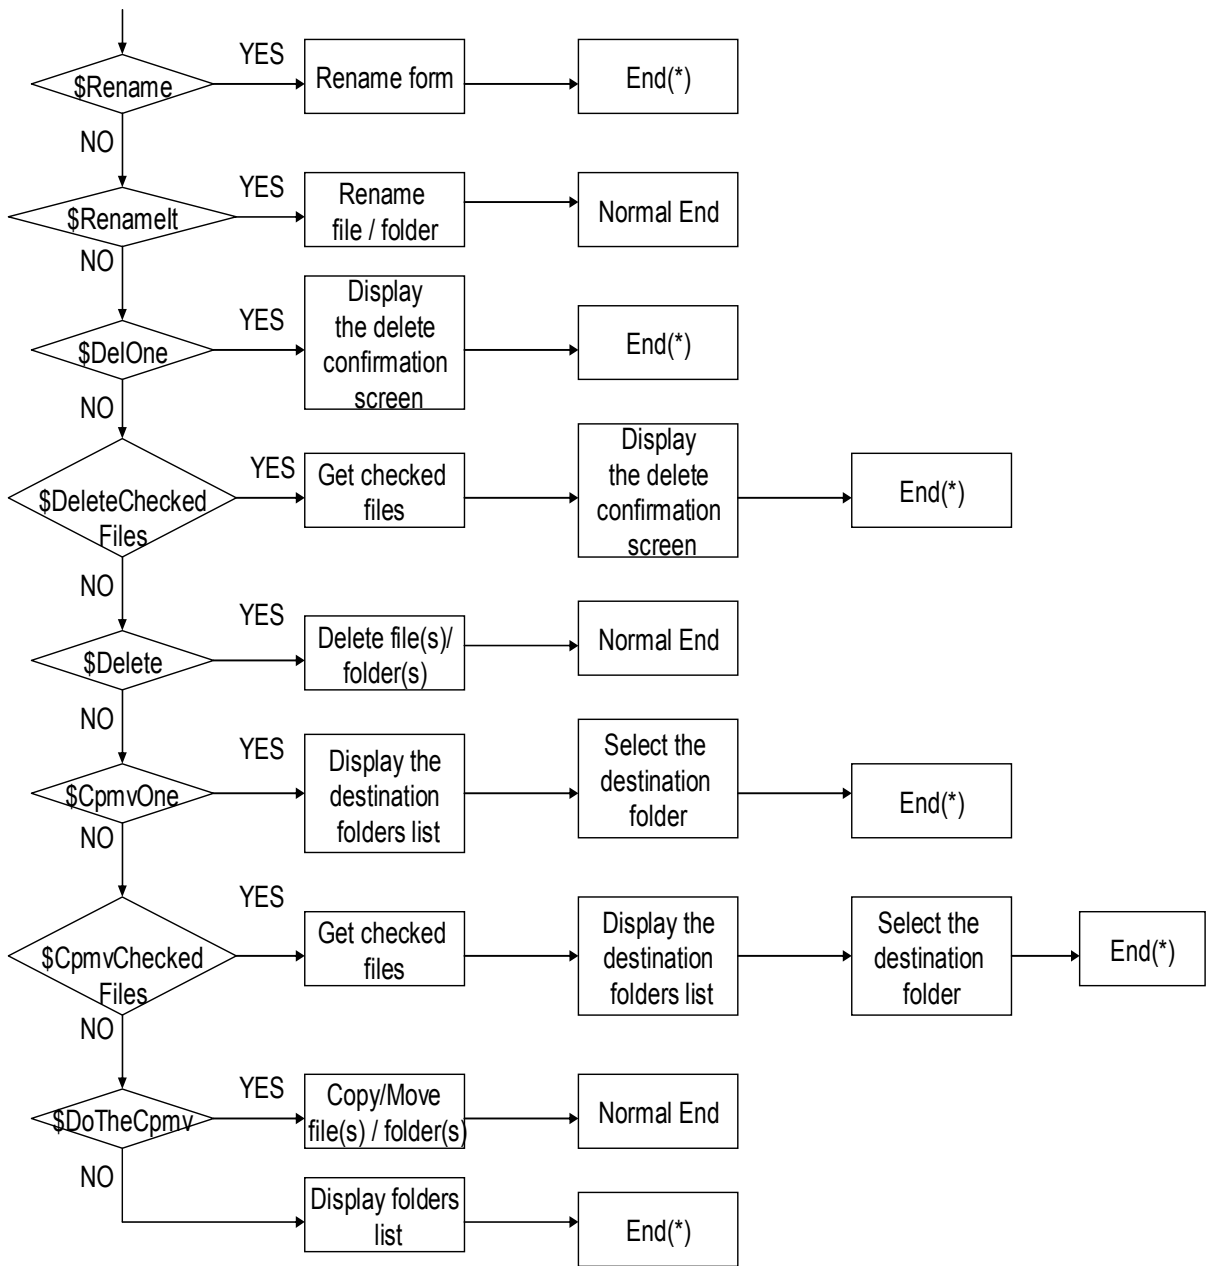 YES
$Rename
Rename form
End(*)
NO
YES
$RenameIt
Rename
file / folder
Normal End
NO
YES
$DelOne
Display
the delete
confirmation
screen
End(*)
NO
YES
$DeleteChecked
Files
Get checked
files
Display
the delete
confirmation
screen
End(*)
NO
YES
$Delete
Delete file(s)/
folder(s)
Normal End
NO
YES
$CpmvOne
Display the
destination
folders list
Select the
destination
folder
End(*)
NO
YES
$CpmvChecked
Files
Get checked
files
Display the
destination
folders list
Select the
destination
folder
End(*)
NO
YES
$DoTheCpmv
Copy/Move
file(s) / folder(s)
Normal End
NO
Display folders
list
End(*)